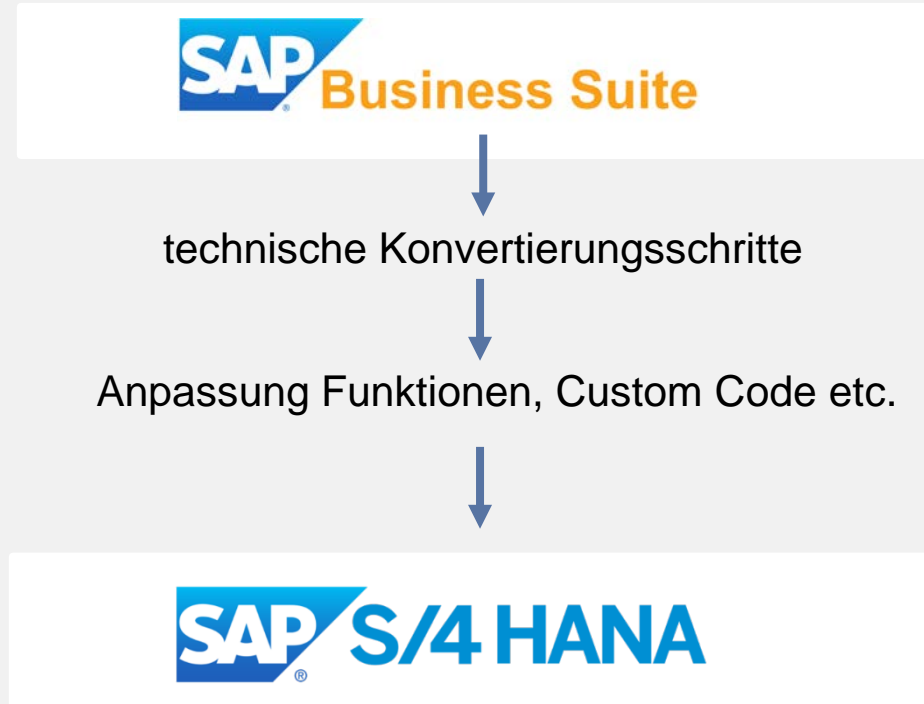 SAP® Business Suite
technische Konvertierungsschritte
Anpassung Funktionen, Custom Code etc.
SAP® S/4 HANA